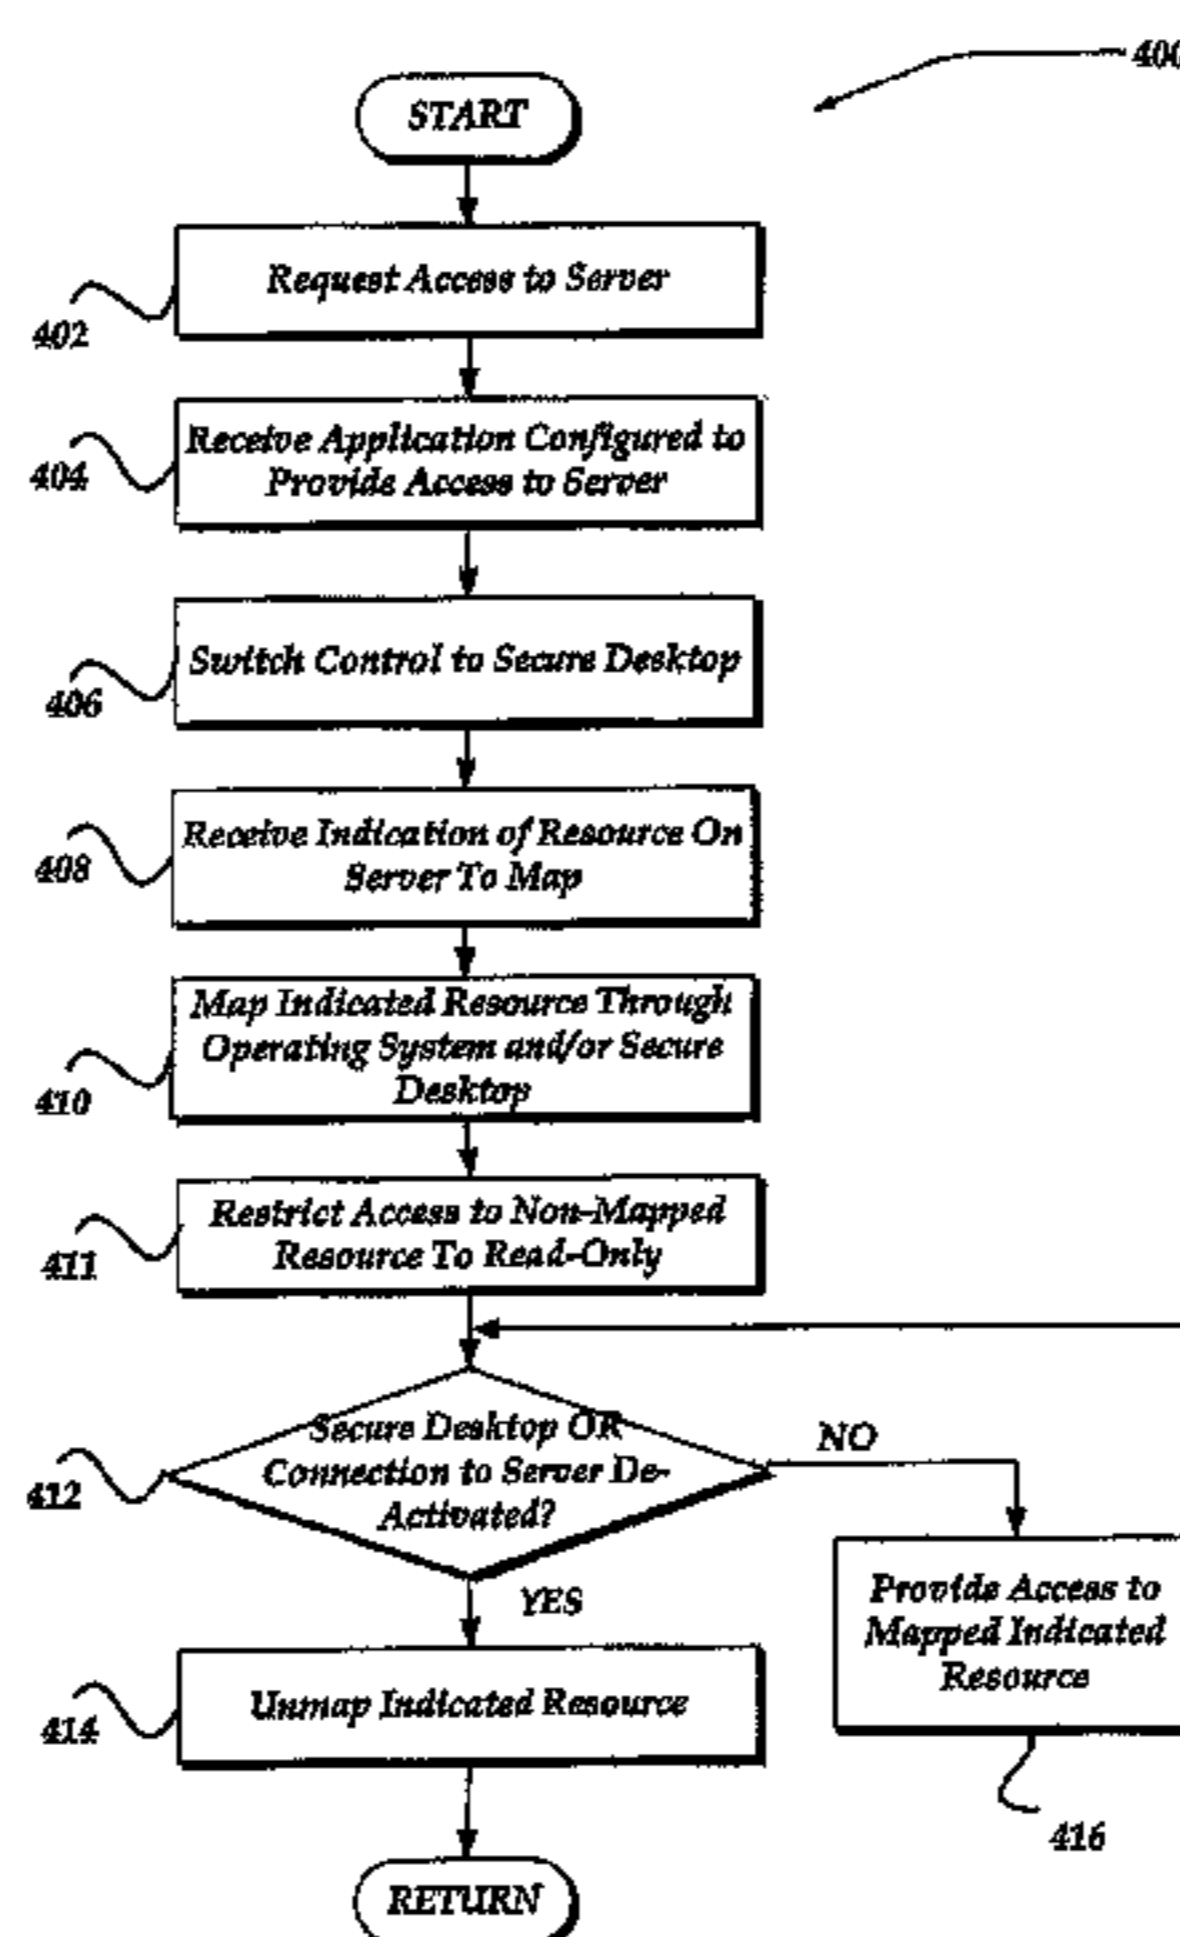 400
START
Request Access to Server
402
Receive Application Configured to
Provide Access to Server
404
Switch Control to Secure Desktop
406
Receive Indication of Resource On
Server To Map
408
Map Indicated Resource Through
Operating System and/or Secure
Desktop
410
Restrict Access to Non-Mapped
Resource To Read-Only
411
Secure Desktop OR
Connection to Server De-
Activated?
412
NO
YES
Provide Access to
Mapped Indicated
Resource
416
Unmap Indicated Resource
414
RETURN